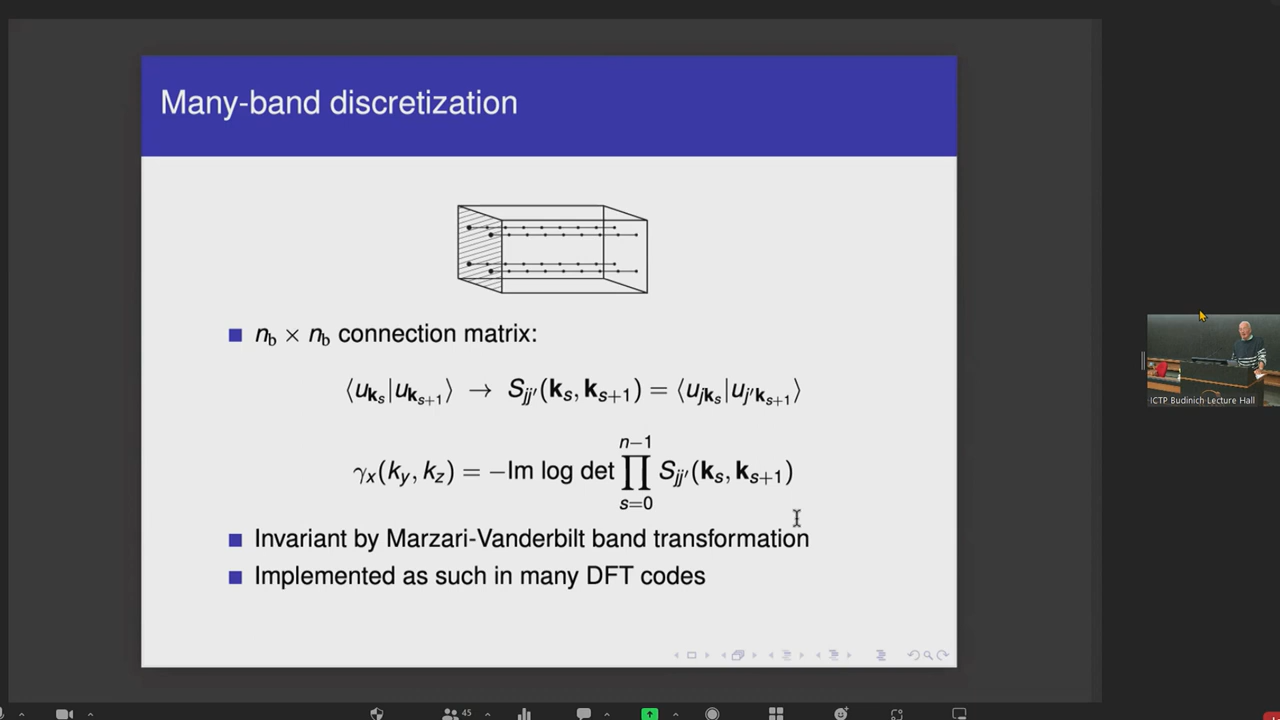 Many-band discretization
n_b × n_b connection matrix:
⟨u_{k_s}|u_{k_{s+1}}⟩ → S_{jj′}(k_s, k_{s+1}) = ⟨u_{jk_s}|u_{j′k_{s+1}}⟩
γ_x(k_y, k_z) = −Im log det ∏_{s=0}^{n−1} S_{jj′}(k_s, k_{s+1})
Invariant by Marzari-Vanderbilt band transformation
Implemented as such in many DFT codes
ICTP Budinich Lecture Hall
45